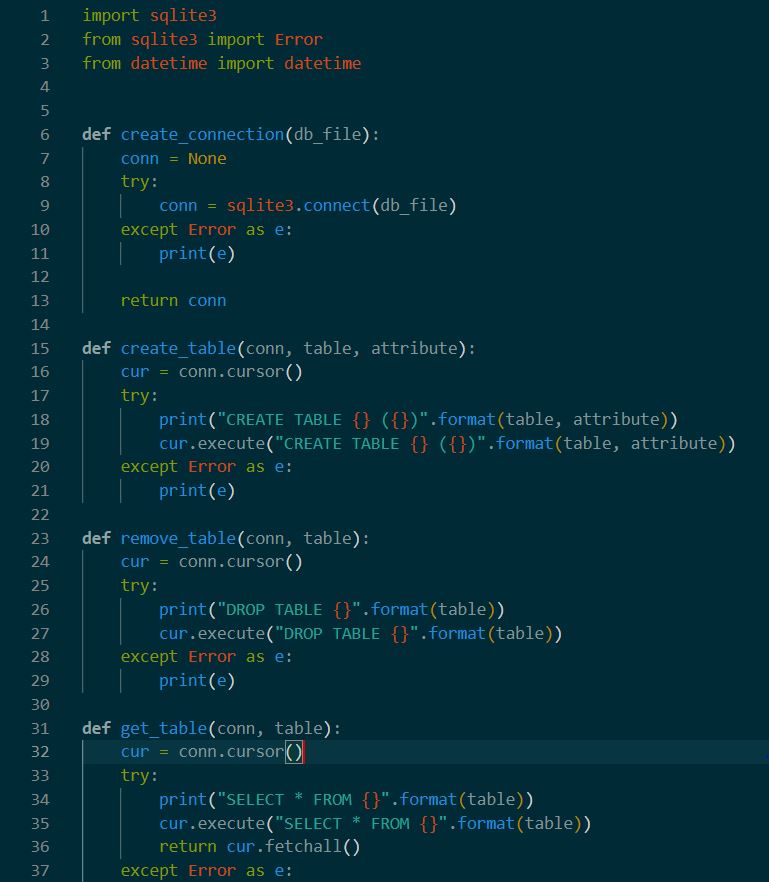 1 import sqlite3
2 from sqlite3 import Error
3 from datetime import datetime
4
5
6 def create_connection(db_file):
7     conn = None
8     try:
9         conn = sqlite3.connect(db_file)
10     except Error as e:
11         print(e)
12
13     return conn
14
15 def create_table(conn, table, attribute):
16     cur = conn.cursor()
17     try:
18         print("CREATE TABLE {} ({})".format(table, attribute))
19         cur.execute("CREATE TABLE {} ({})".format(table, attribute))
20     except Error as e:
21         print(e)
22
23 def remove_table(conn, table):
24     cur = conn.cursor()
25     try:
26         print("DROP TABLE {}".format(table))
27         cur.execute("DROP TABLE {}".format(table))
28     except Error as e:
29         print(e)
30
31 def get_table(conn, table):
32     cur = conn.cursor()
33     try:
34         print("SELECT * FROM {}".format(table))
35         cur.execute("SELECT * FROM {}".format(table))
36         return cur.fetchall()
37     except Error as e: